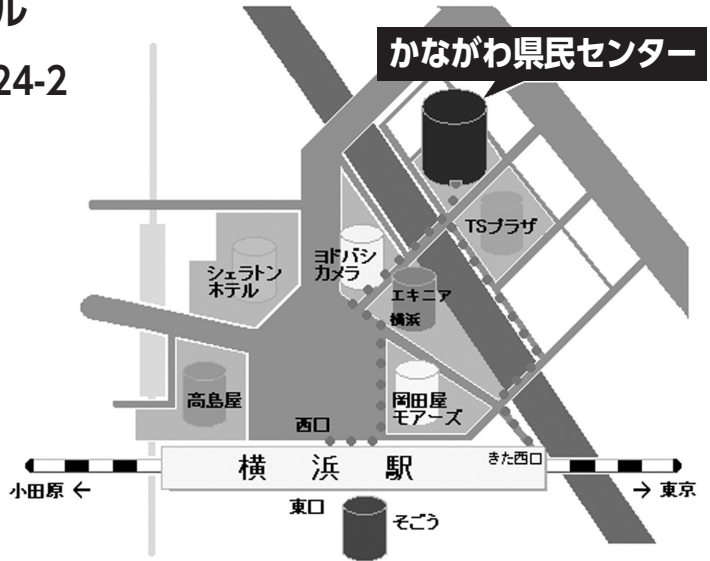 ル
24-2
かながわ県民センター
TSプラザ
ヨドバシ
カメラ
シェラトン
ホテル
エキニア
横浜
高島屋
岡田屋
モアーズ
西口
横浜駅
きた西口
小田原 ←
→ 東京
東口
そごう